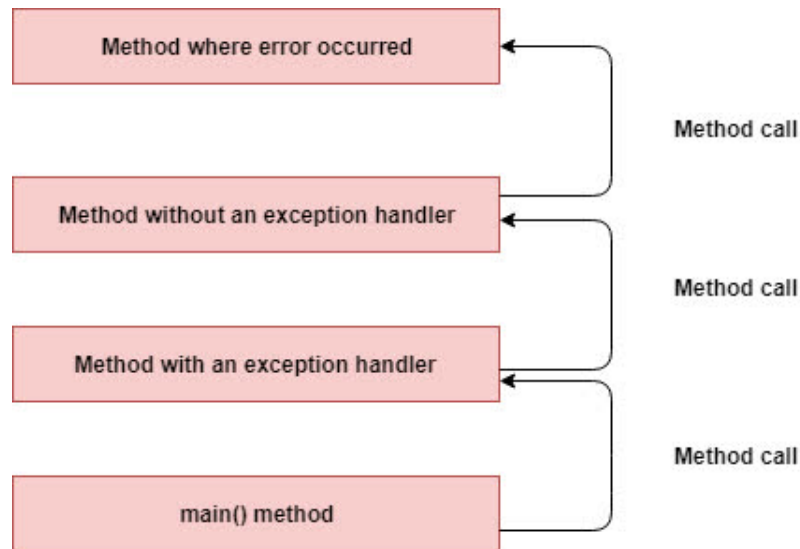 Method where error occurred
Method call
Method without an exception handler
Method call
Method with an exception handler
Method call
main() method